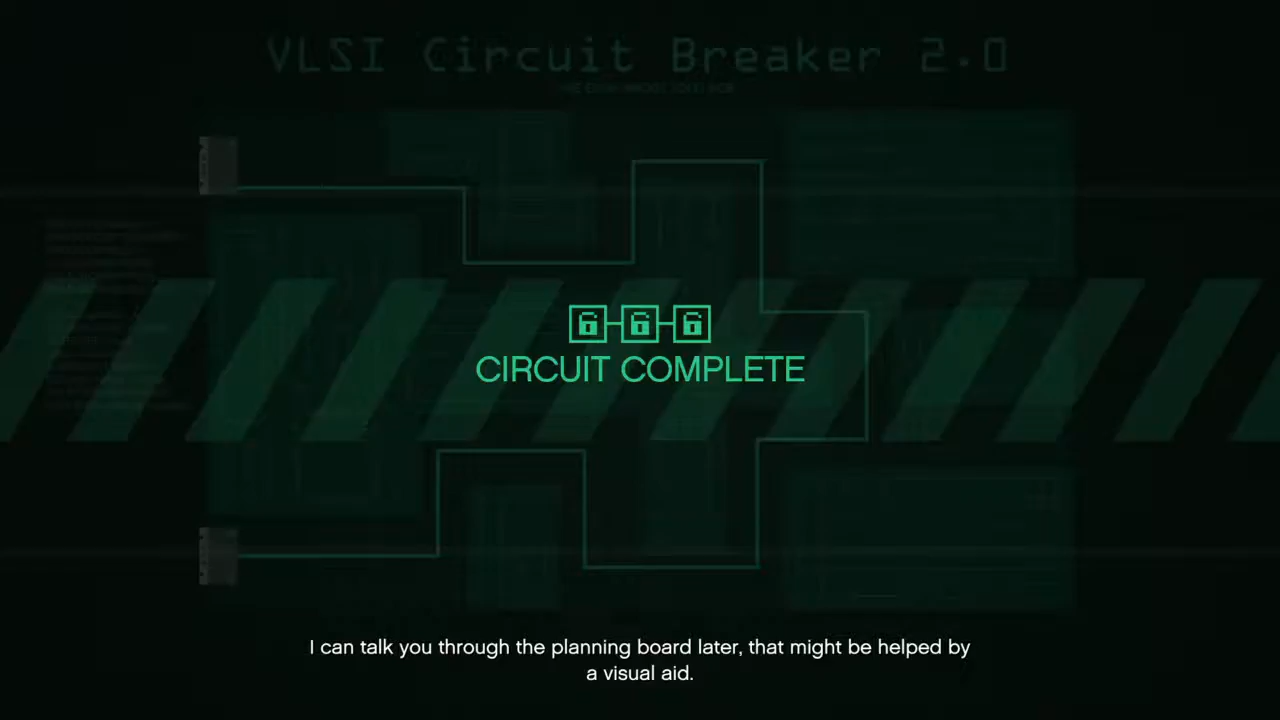 VLSI Circuit Breaker 2.0
CIRCUIT COMPLETE
I can talk you through the planning board later, that might be helped by
a visual aid.